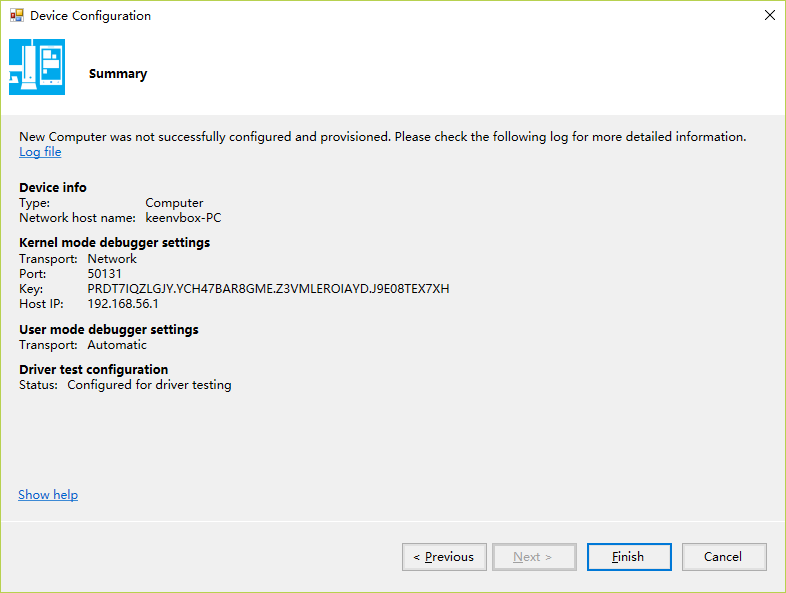 Device Configuration
Summary
New Computer was not successfully configured and provisioned. Please check the following log for more detailed information.
Log file
Device info
Type: Computer
Network host name: keenvbox-PC
Kernel mode debugger settings
Transport: Network
Port: 50131
Key: PRDT7IQZLGJY.YCH47BAR8GME.Z3VMLEROIAYD.J9E08TEX7XH
Host IP: 192.168.56.1
User mode debugger settings
Transport: Automatic
Driver test configuration
Status: Configured for driver testing
Show help
< Previous Next > Finish Cancel